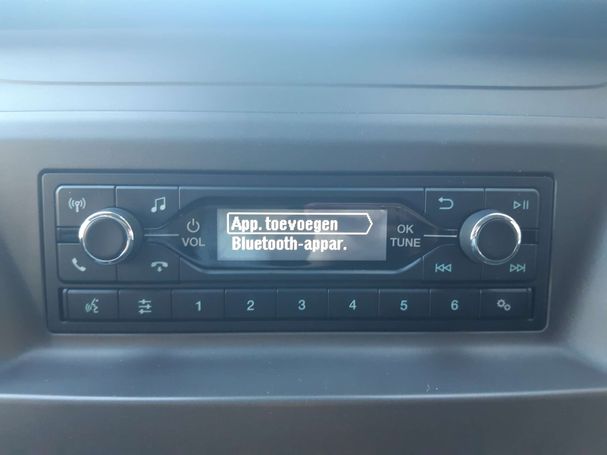 App. toevoegen
Bluetooth-appar.
VOL
OK
TUNE
1 2 3 4 5 6